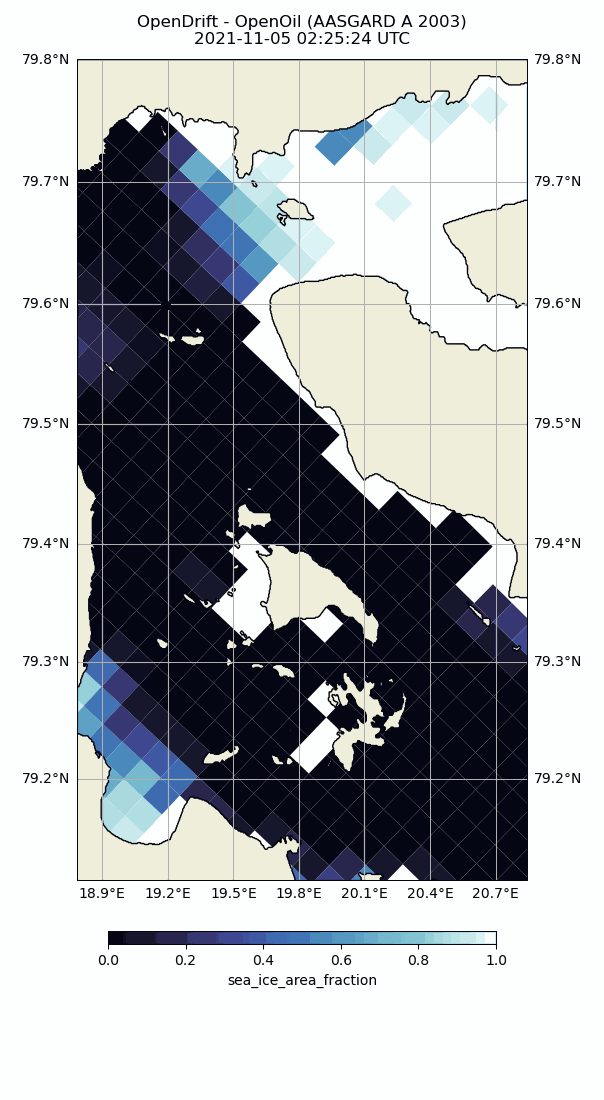 OpenDrift - OpenOil (AASGARD A 2003)
2021-11-05 02:25:24 UTC
79.8°N 79.8°N
79.7°N 79.7°N
79.6°N 79.6°N
79.5°N 79.5°N
79.4°N 79.4°N
79.3°N 79.3°N
79.2°N 79.2°N
18.9°E 19.2°E 19.5°E 19.8°E 20.1°E 20.4°E 20.7°E
0.0 0.2 0.4 0.6 0.8 1.0
sea_ice_area_fraction